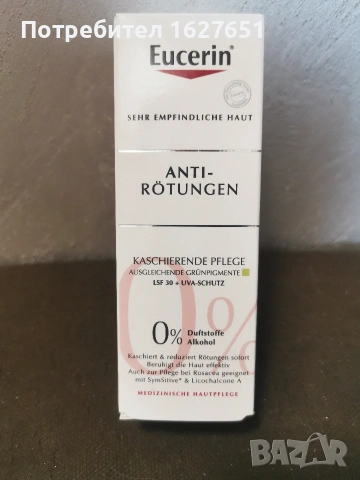 Потребител 1627651
Eucerin®
SEHR EMPFINDLICHE HAUT
ANTI-
RÖTUNGEN
KASCHIERENDE PFLEGE
AUSGLEICHENDE GRÜNPIGMENTE
LSF 30 + UVA-SCHUTZ
0%
0% Duftstoffe
Alkohol
Kaschiert & reduziert Rötungen sofort
Beruhigt die Haut effektiv
Auch zur Pflege bei Rosacea geeignet
mit SymSitive* & Licochalcone A
MEDIZINISCHE HAUTPFLEGE
BAZAR